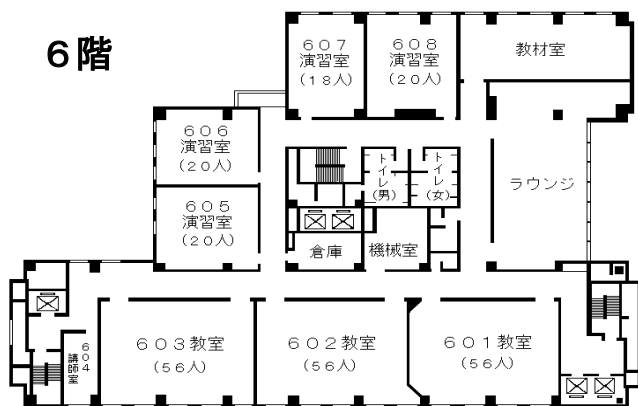 6階
607
演習室
(18人)
608
演習室
(20人)
教材室
606
演習室
(20人)
トイレ(男)
トイレ(女)
ラウンジ
605
演習室
(20人)
倉庫
機械室
604
講師室
603教室
(56人)
602教室
(56人)
601教室
(56人)